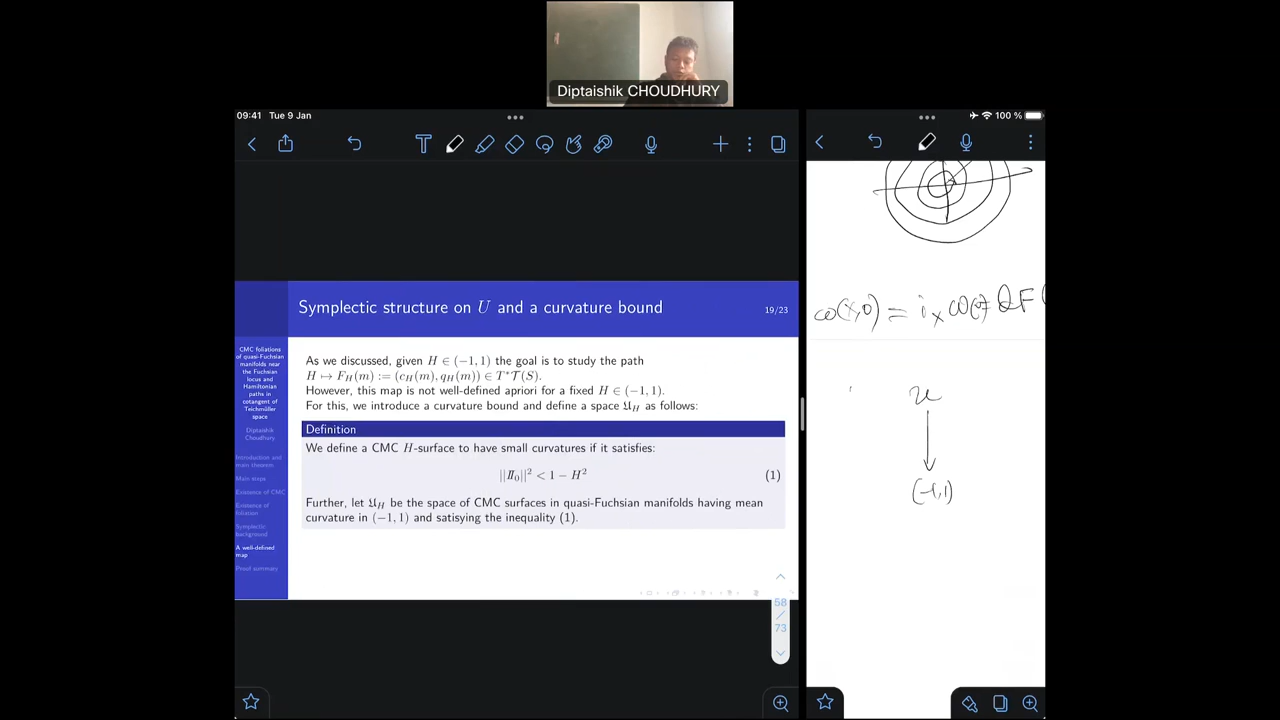 Diptaishik CHOUDHURY
09:41 Tue 9 Jan
100 %
Symplectic structure on U and a curvature bound
19/23
CMC foliations
of quasi-Fuchsian
manifolds near
the Fuchsian
locus and
Hamiltonian
paths in
cotangent of
Teichmüller
space
Diptaishik
Choudhury
Introduction and
main theorem
Main steps
Existence of CMC
Existence of
foliation
Symplectic
background
A well-defined
map
Proof summary
As we discussed, given H ∈ (−1, 1) the goal is to study the path
H ↦ F_H(m) := (c_H(m), q_H(m)) ∈ T*𝒯(S).
However, this map is not well-defined apriori for a fixed H ∈ (−1, 1).
For this, we introduce a curvature bound and define a space 𝔘_H as follows:
Definition
We define a CMC H-surface to have small curvatures if it satisfies:
||II₀||² < 1 − H² (1)
Further, let 𝔘_H be the space of CMC surfaces in quasi-Fuchsian manifolds having mean
curvature in (−1, 1) and satisying the inequality (1).
58
/
73
(-1,1)